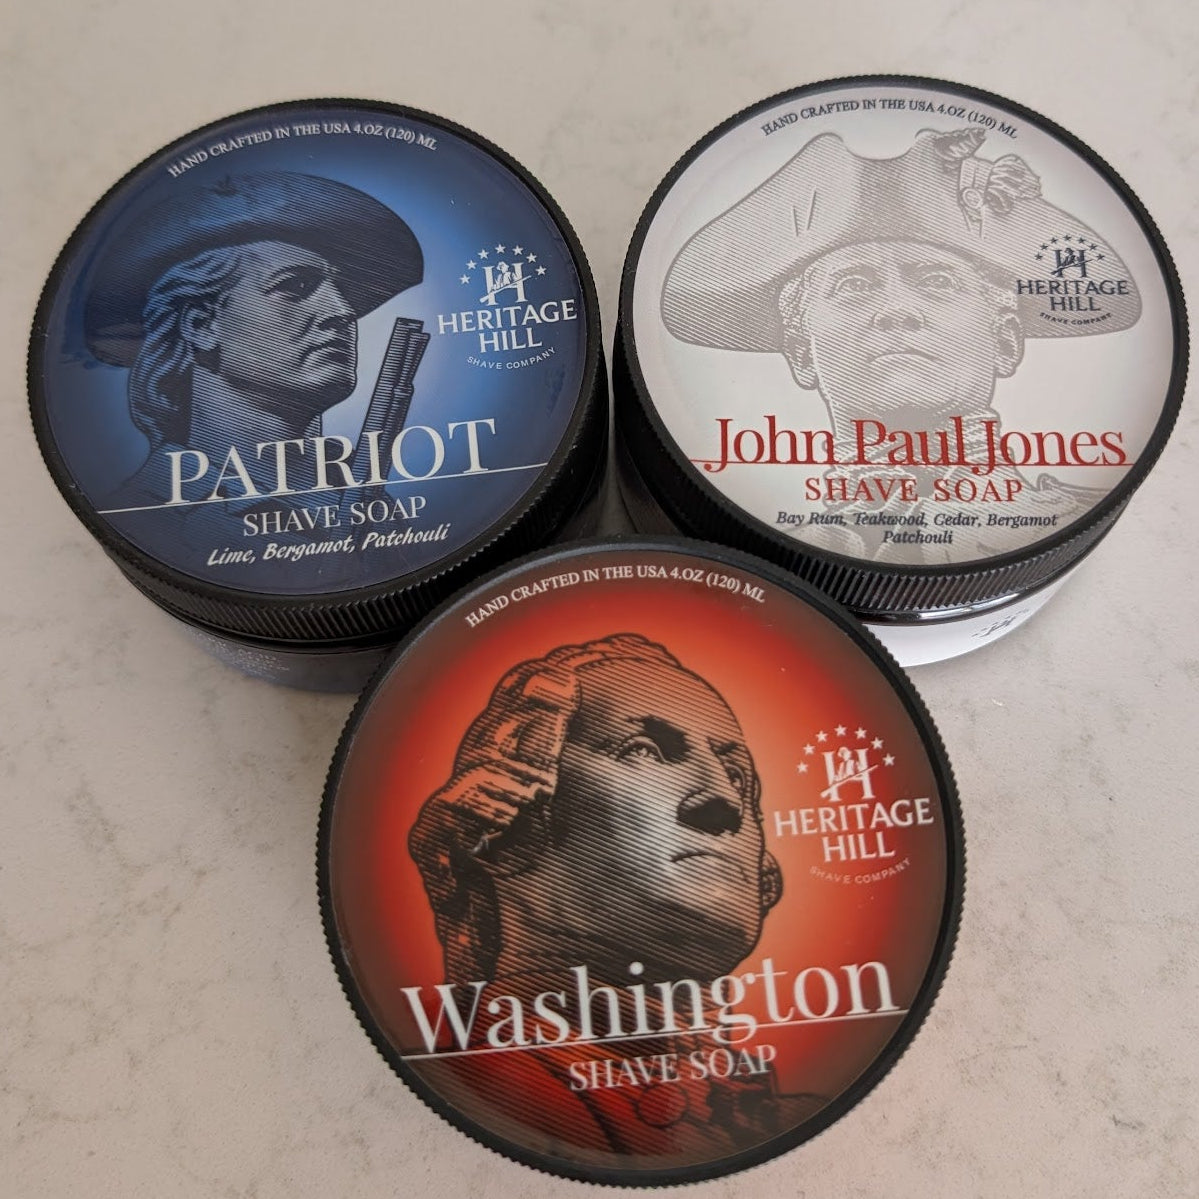 HAND CRAFTED IN THE USA 4.OZ (120) ML
HERITAGE
HILL
SHAVE COMPANY
PATRIOT
SHAVE SOAP
Lime, Bergamot, Patchouli
HAND CRAFTED IN THE USA 4.OZ (120) ML
HERITAGE
HILL
SHAVE COMPANY
John Paul Jones
SHAVE SOAP
Bay Rum, Teakwood, Cedar, Bergamot
Patchouli
HAND CRAFTED IN THE USA 4.OZ (120) ML
HERITAGE
HILL
SHAVE COMPANY
Washington
SHAVE SOAP